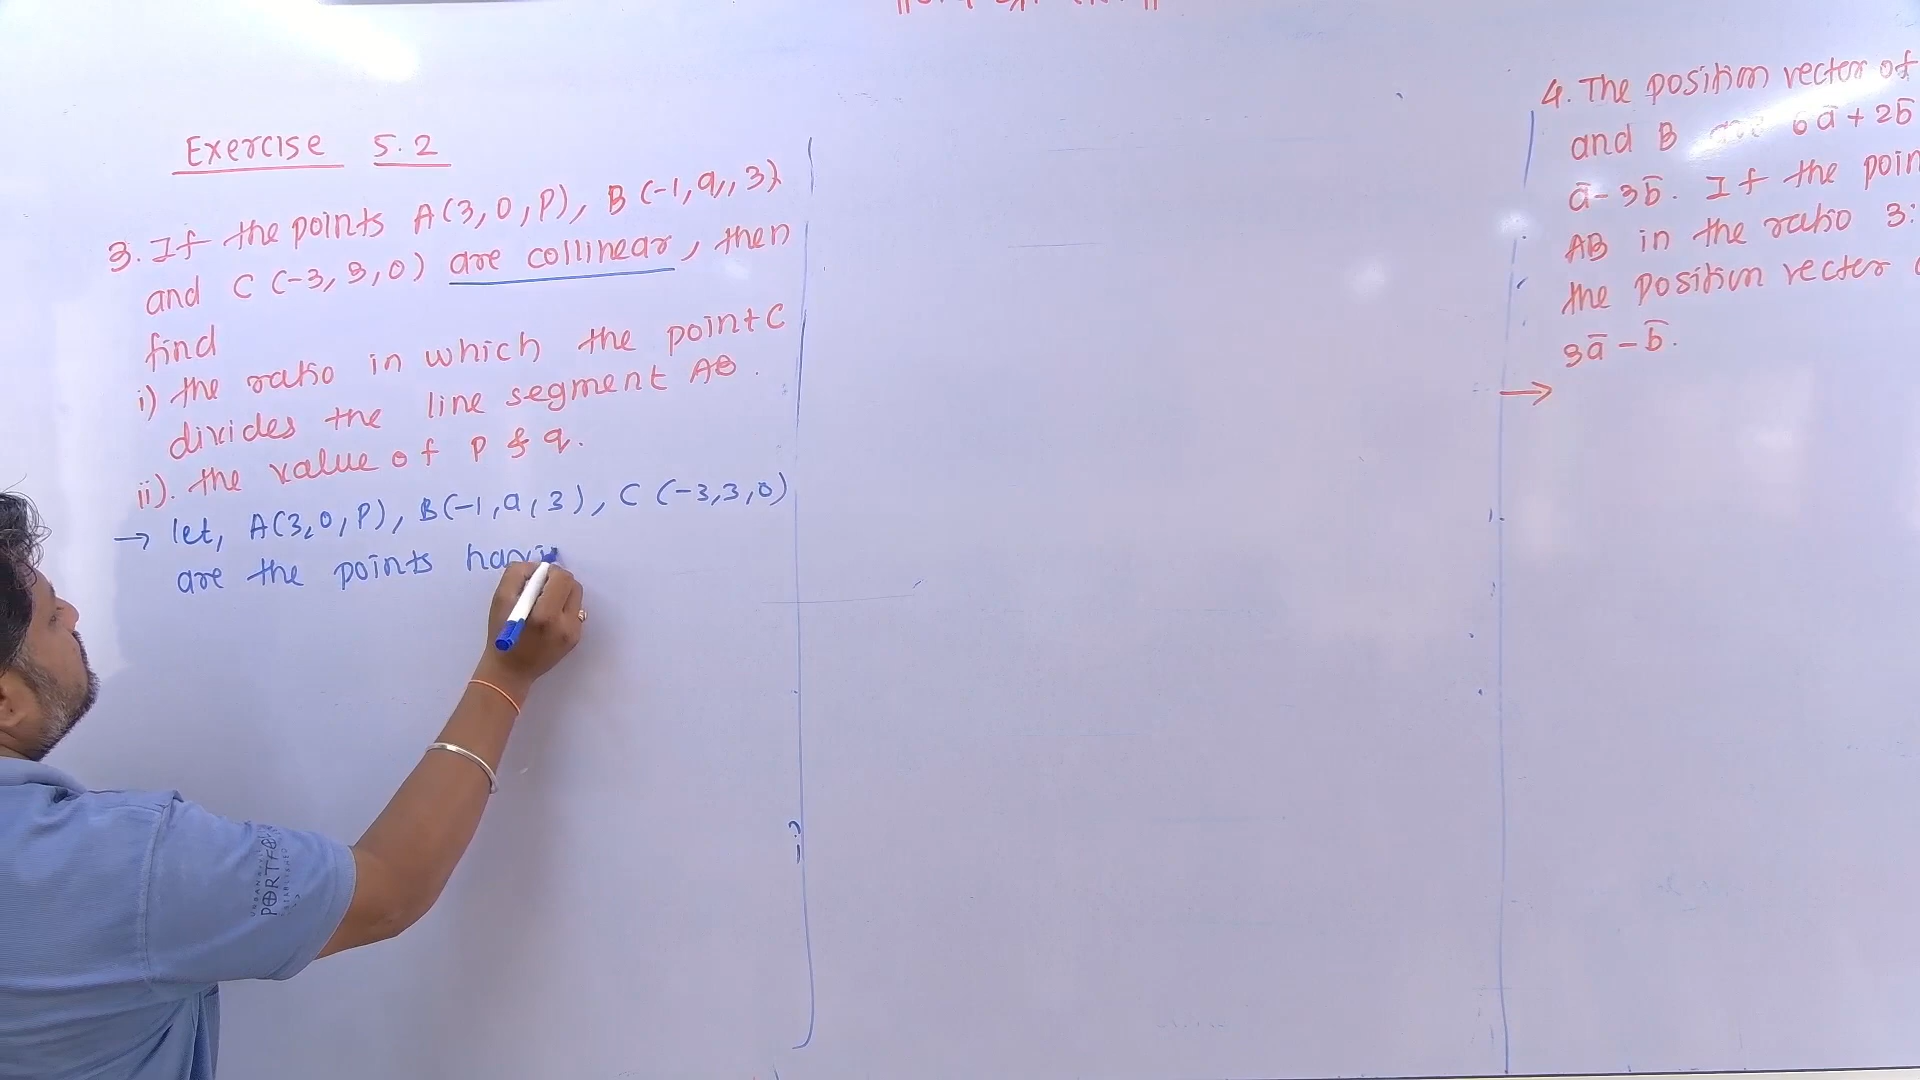 Exercise 5.2
3. If the points A(3,0,P), B(-1,q,3)
and C(-3,3,0) are collinear, then
find
i) the ratio in which the point C
divides the line segment AB.
ii). the value of P & q.
→ let, A(3,0,P), B(-1,q,3), C(-3,3,0)
are the points havin
4. The position vector of
and B are 6a̅ + 2b̅
a̅ - 3b̅. If the poin
AB in the ratio 3:
the position vector
3a̅ - b̅.
→
PORTFO